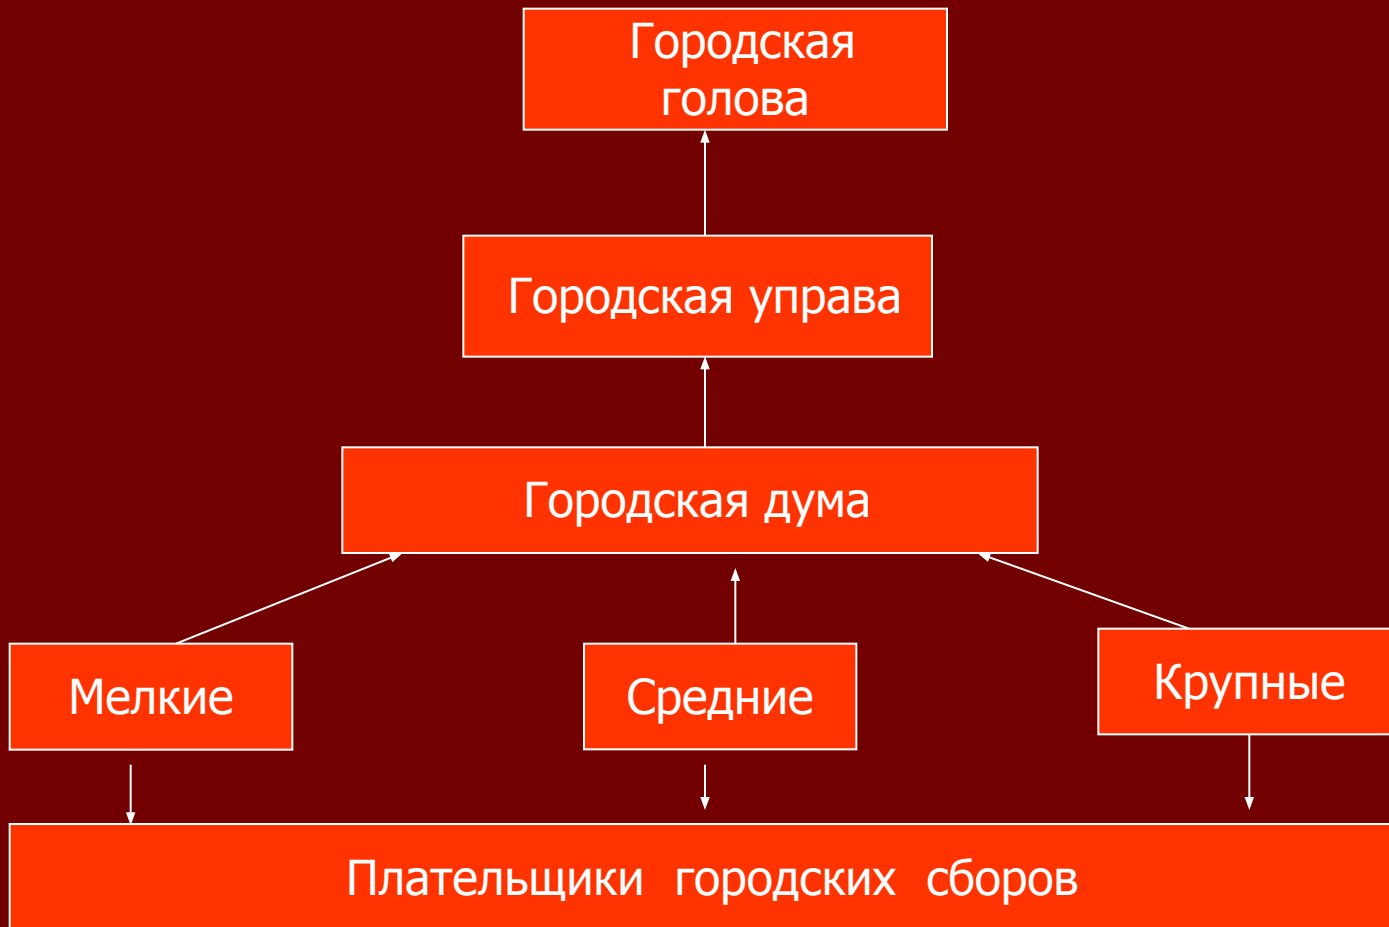 Городская
голова
Городская управа
Городская дума
Мелкие
Средние
Крупные
Плательщики городских сборов